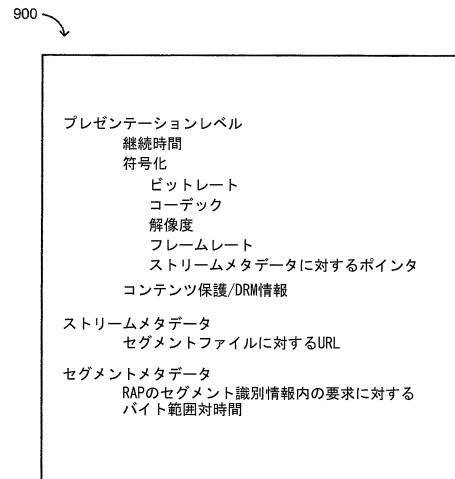 900
プレゼンテーションレベル
継続時間
符号化
ビットレート
コーデック
解像度
フレームレート
ストリームメタデータに対するポインタ
コンテンツ保護/DRM情報
ストリームメタデータ
セグメントファイルに対するURL
セグメントメタデータ
RAPのセグメント識別情報内の要求に対する
バイト範囲対時間